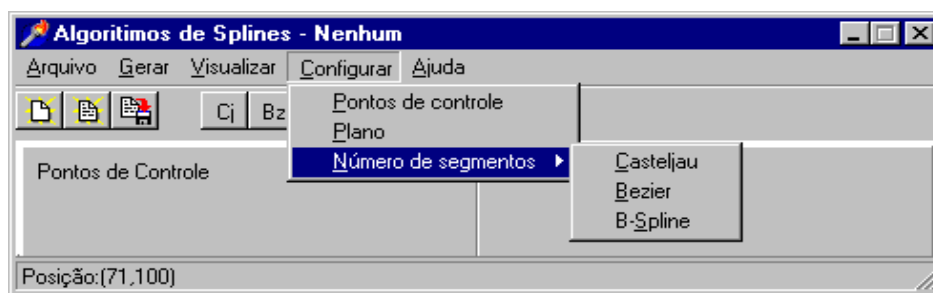 Algoritimos de Splines - Nenhum
Arquivo Gerar Visualizar Configurar Ajuda
Cj Bz
Pontos de controle
Plano
Número de segmentos
Casteljau
Bezier
B-Spline
Pontos de Controle
Posição:(71,100)